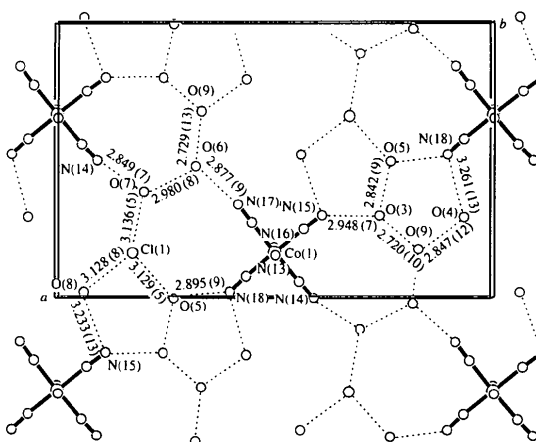 b
O(9)
2.729 (13)
O(6)
N(14)
2.849 (7)
O(7)
2.980 (8)
2.877 (9)
N(17)
N(15)
N(16)
Co(1)
N(13)
3.136 (5)
Cl(1)
3.128 (8)
3.129 (5)
O(8)
a
2.895 (9)
O(5)
N(18)
N(14)
3.233 (13)
N(15)
N(18)
O(5)
3.261 (13)
2.842 (9)
O(3)
O(4)
2.948 (7)
O(9)
2.720 (10)
2.847 (12)